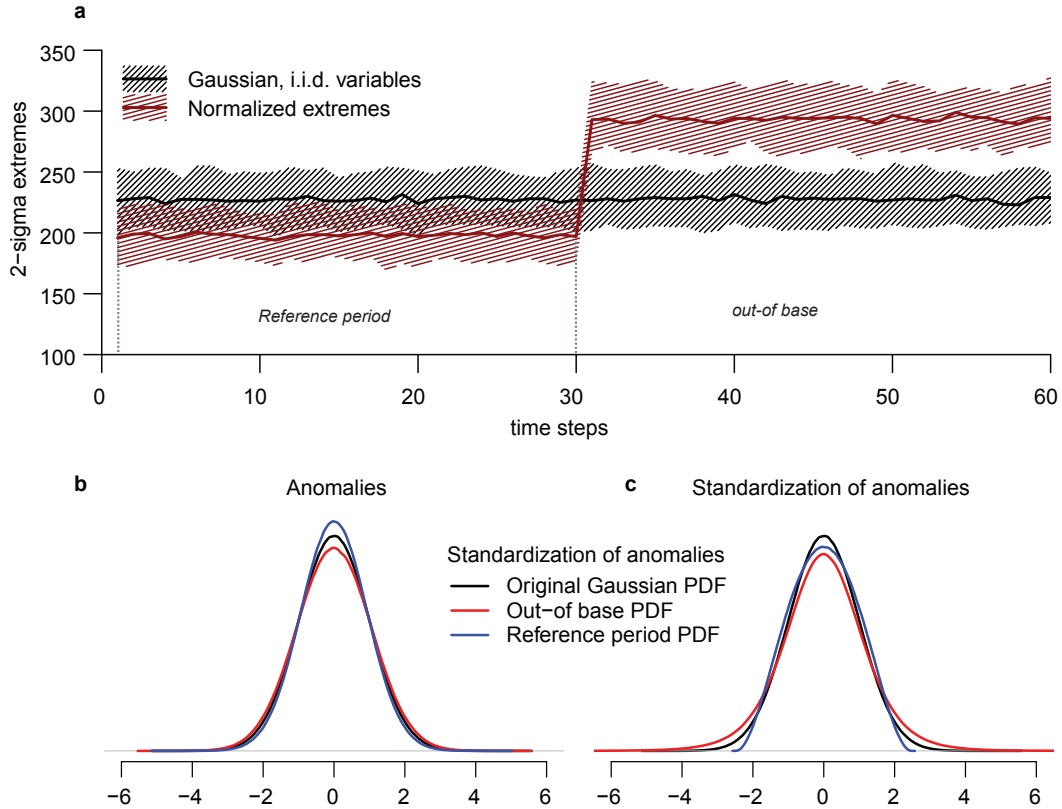 a
350
300
250
200
150
100
2−sigma extremes
Gaussian, i.i.d. variables
Normalized extremes
Reference period
out-of base
0
10
20
30
40
50
60
time steps
b
Anomalies
c
Standardization of anomalies
Standardization of anomalies
Original Gaussian PDF
Out−of base PDF
Reference period PDF
−6 −4 −2 0 2 4 6
−6 −4 −2 0 2 4 6